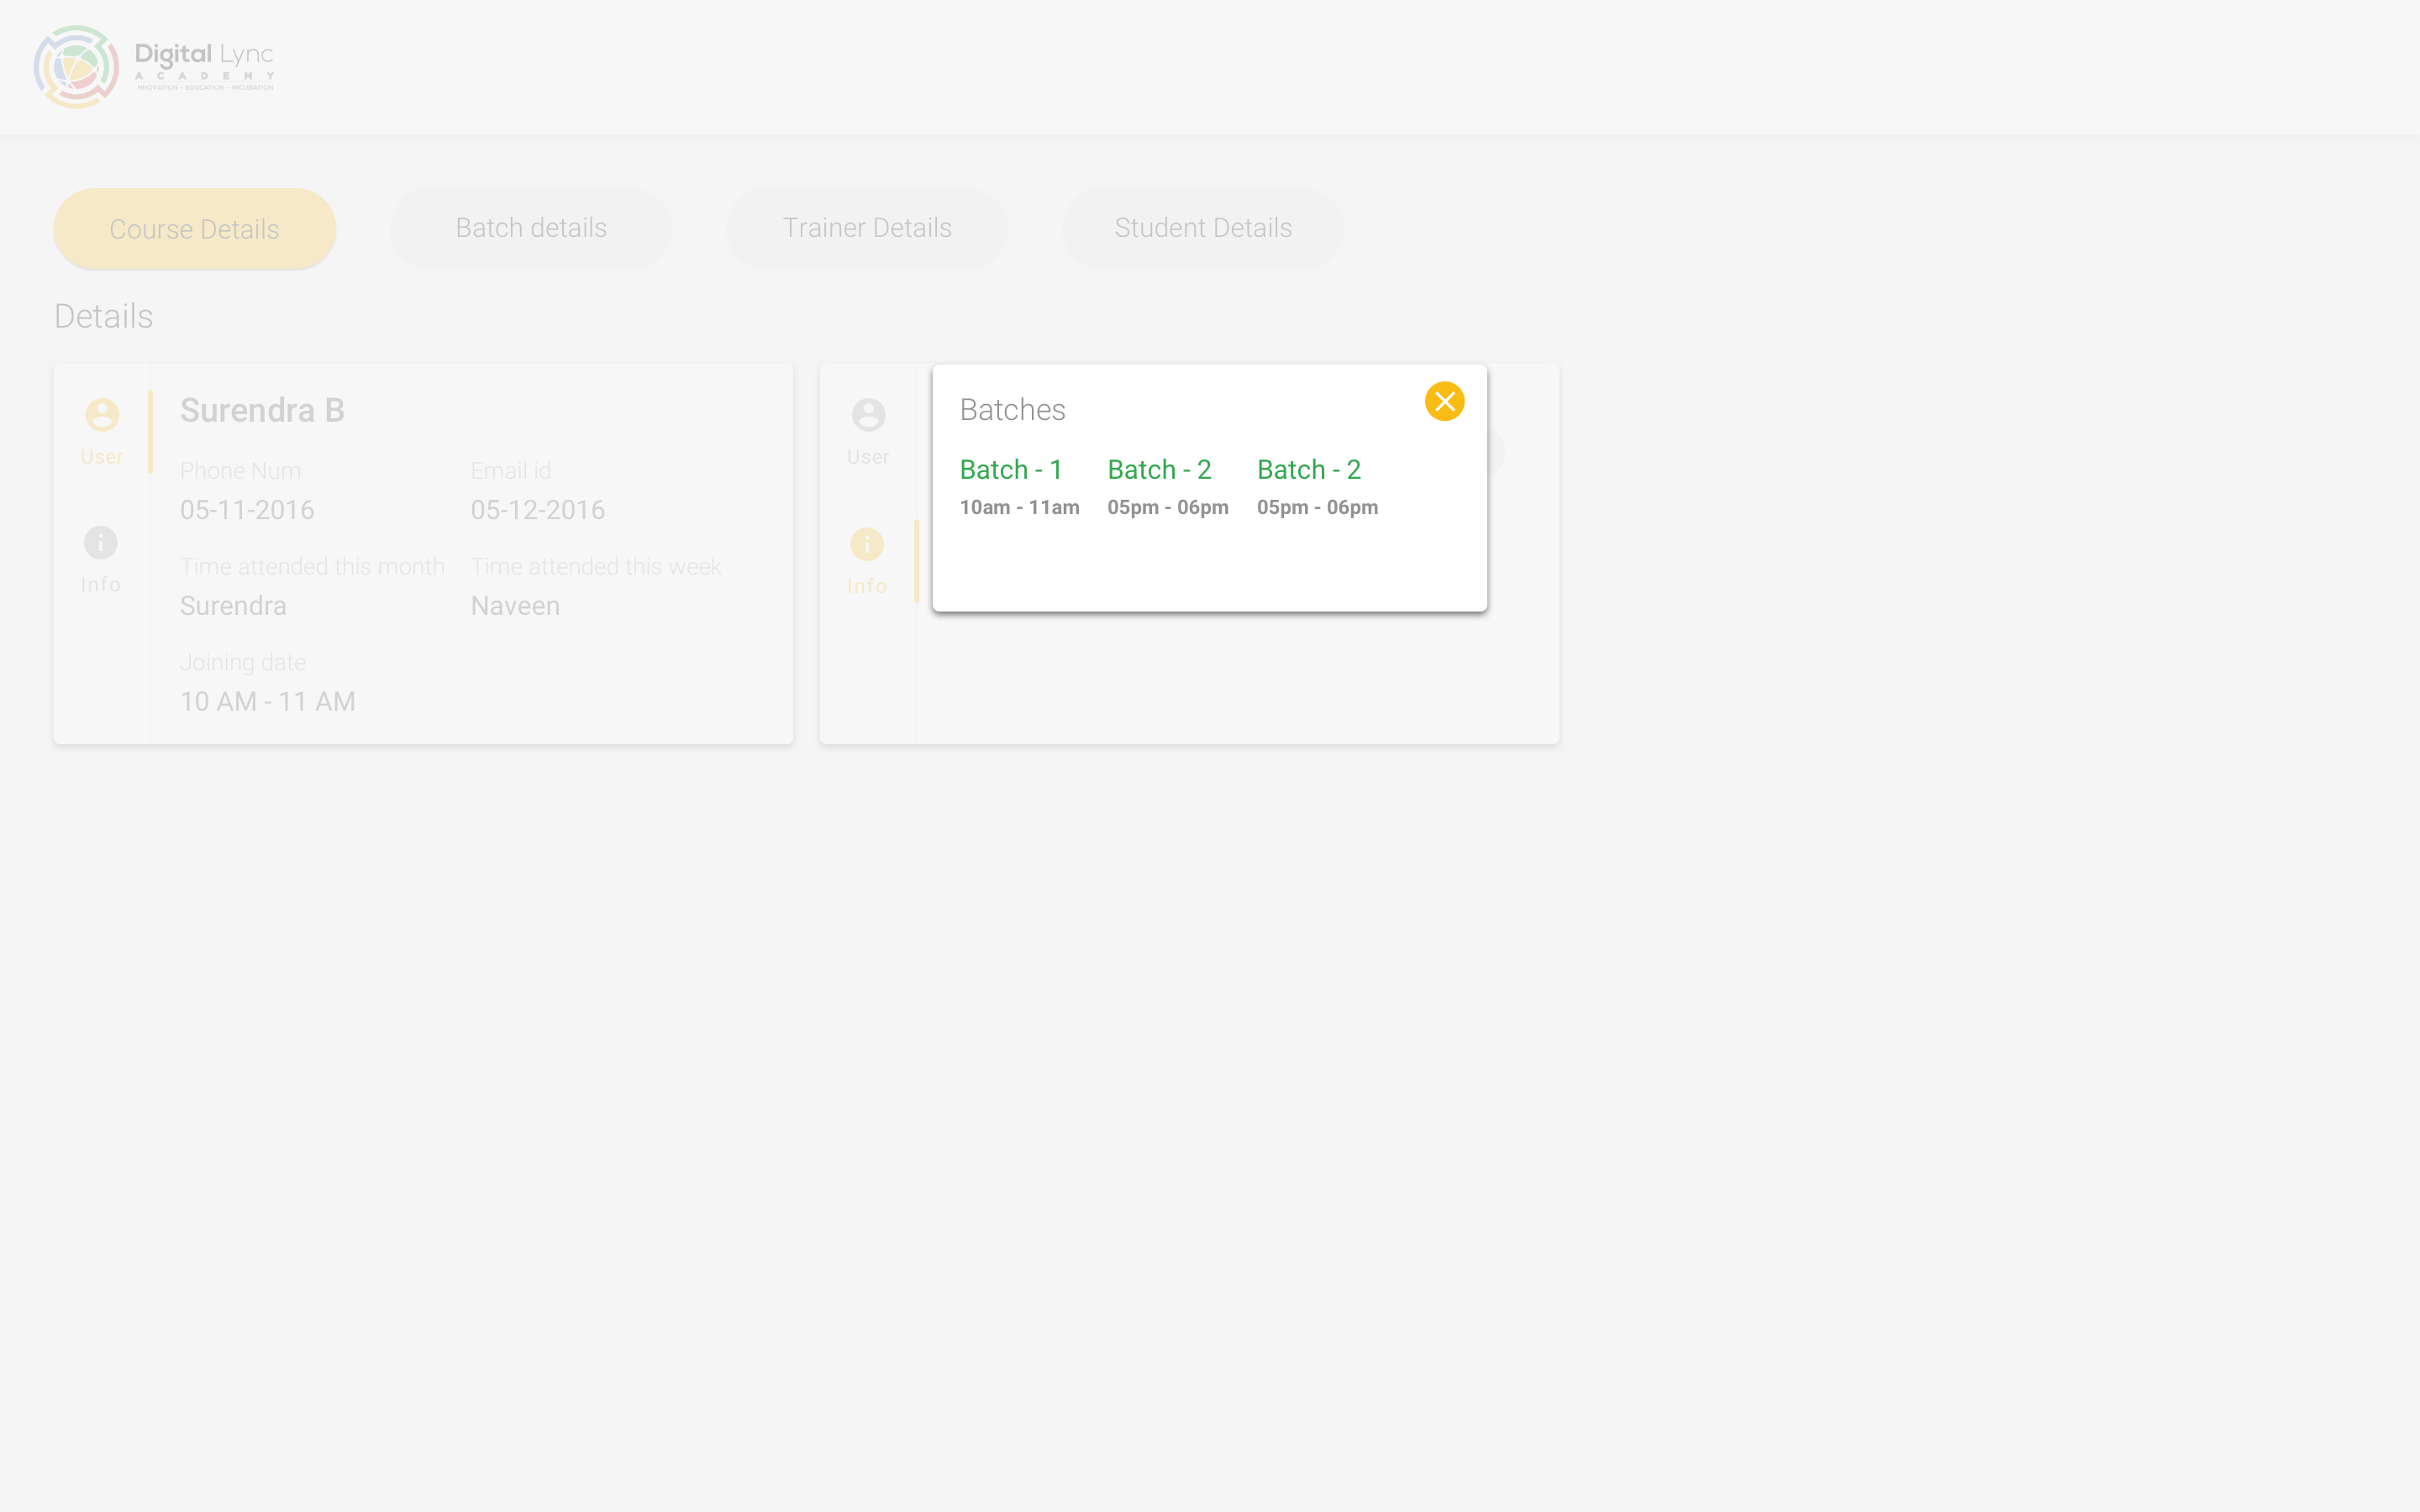 Digital Lync
ACADEMY
INNOVATION - EDUCATION - INCUBATION
Course Details
Batch details
Trainer Details
Student Details
Details
User
Info
Surendra B
Phone Num
05-11-2016
Email id
05-12-2016
Time attended this month
Surendra
Time attended this week
Naveen
Joining date
10 AM - 11 AM
User
Info
Batches
Batch - 1
10am - 11am
Batch - 2
05pm - 06pm
Batch - 2
05pm - 06pm